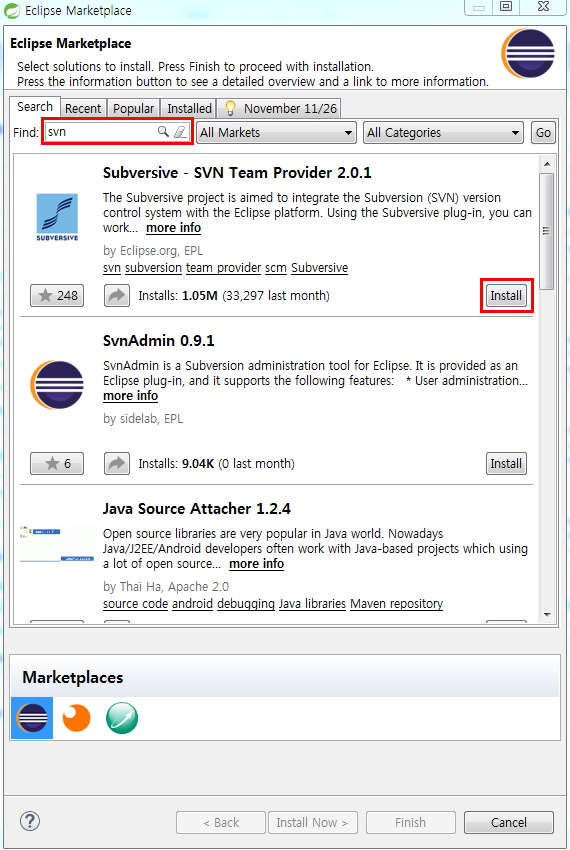 Eclipse Marketplace
Eclipse Marketplace
Select solutions to install. Press Finish to proceed with installation.
Press the information button to see a detailed overview and a link to more information.
Search Recent Popular Installed November 11/26
Find: svn All Markets All Categories Go
Subversive - SVN Team Provider 2.0.1
The Subversive project is aimed to integrate the Subversion (SVN) version
control system with the Eclipse platform. Using the Subversive plug-in, you can
work... more info
SUBVERSIVE
by Eclipse.org, EPL
svn subversion team provider scm Subversive
248 Installs: 1.05M (33,297 last month) Install
SvnAdmin 0.9.1
SvnAdmin is a Subversion administration tool for Eclipse. It is provided as an
Eclipse plug-in, and it supports the following features: * User administration...
more info
by sidelab, EPL
6 Installs: 9.04K (0 last month) Install
Java Source Attacher 1.2.4
Open source libraries are very popular in Java world. Nowadays
Java/J2EE/Android developers often work with Java-based projects which using
a lot of open source... more info
by Thai Ha, Apache 2.0
source code android debugging Java libraries Maven repository
Marketplaces
? < Back Install Now > Finish Cancel